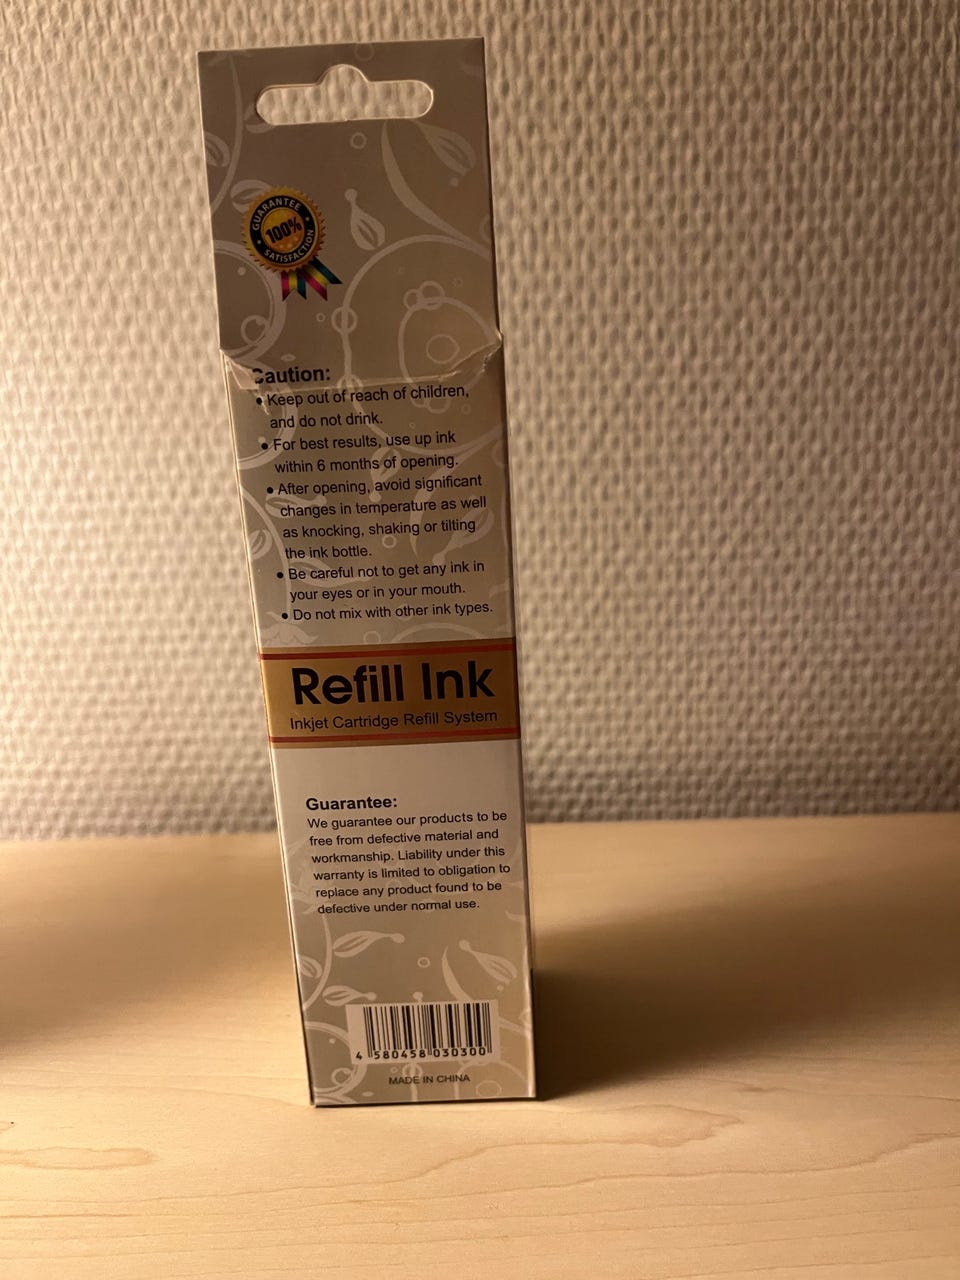 GUARANTEE
100%
SATISFACTION
Caution:
• Keep out of reach of children,
and do not drink.
• For best results, use up ink
within 6 months of opening.
• After opening, avoid significant
changes in temperature as well
as knocking, shaking or tilting
the ink bottle.
• Be careful not to get any ink in
your eyes or in your mouth.
• Do not mix with other ink types.
Refill Ink
Inkjet Cartridge Refill System
Guarantee:
We guarantee our products to be
free from defective material and
workmanship. Liability under this
warranty is limited to obligation to
replace any product found to be
defective under normal use.
4 580458 030300
MADE IN CHINA